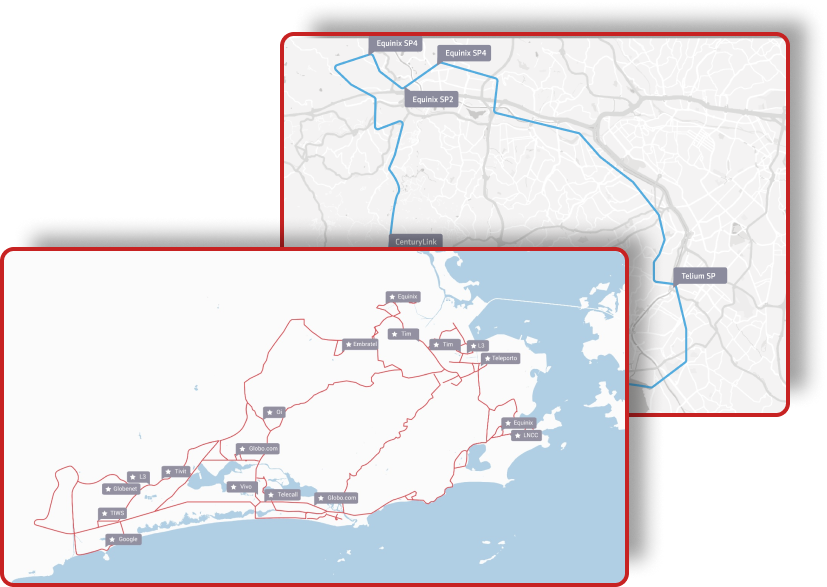 Equinix SP4
Equinix SP4
Equinix SP2
CenturyLink
Telium SP
Equinix
Tim
Embratel
Tim
L3
Teleporto
Oi
Equinix
LNCC
Globo.com
Tivit
L3
Globenet
Vivo
Telecall
Globo.com
TIWS
Google